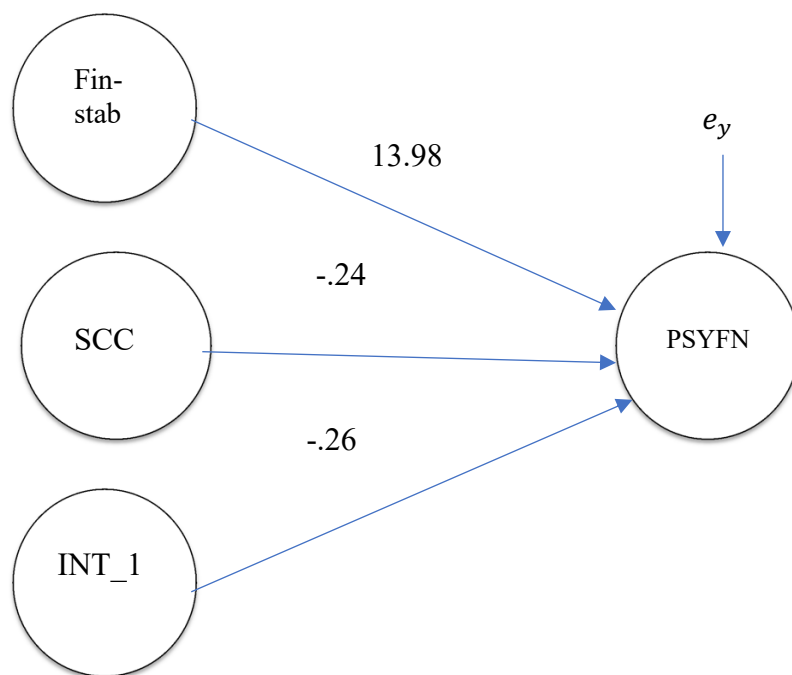 Fin-
stab
13.98
e_y
-.24
SCC
PSYFN
-.26
INT_1